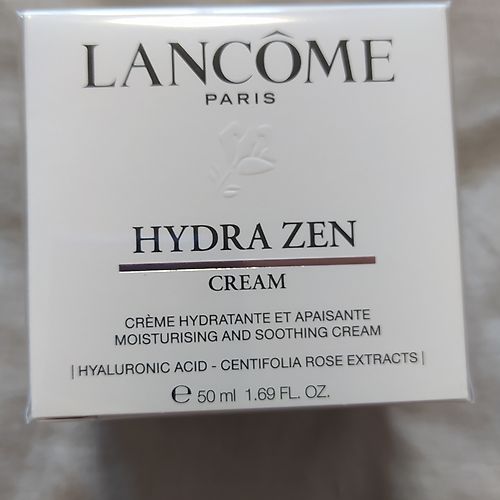 LANCÔME
PARIS
HYDRA ZEN
CREAM
CRÈME HYDRATANTE ET APAISANTE
MOISTURISING AND SOOTHING CREAM
| HYALURONIC ACID - CENTIFOLIA ROSE EXTRACTS |
℮ 50 ml 1.69 FL. OZ.